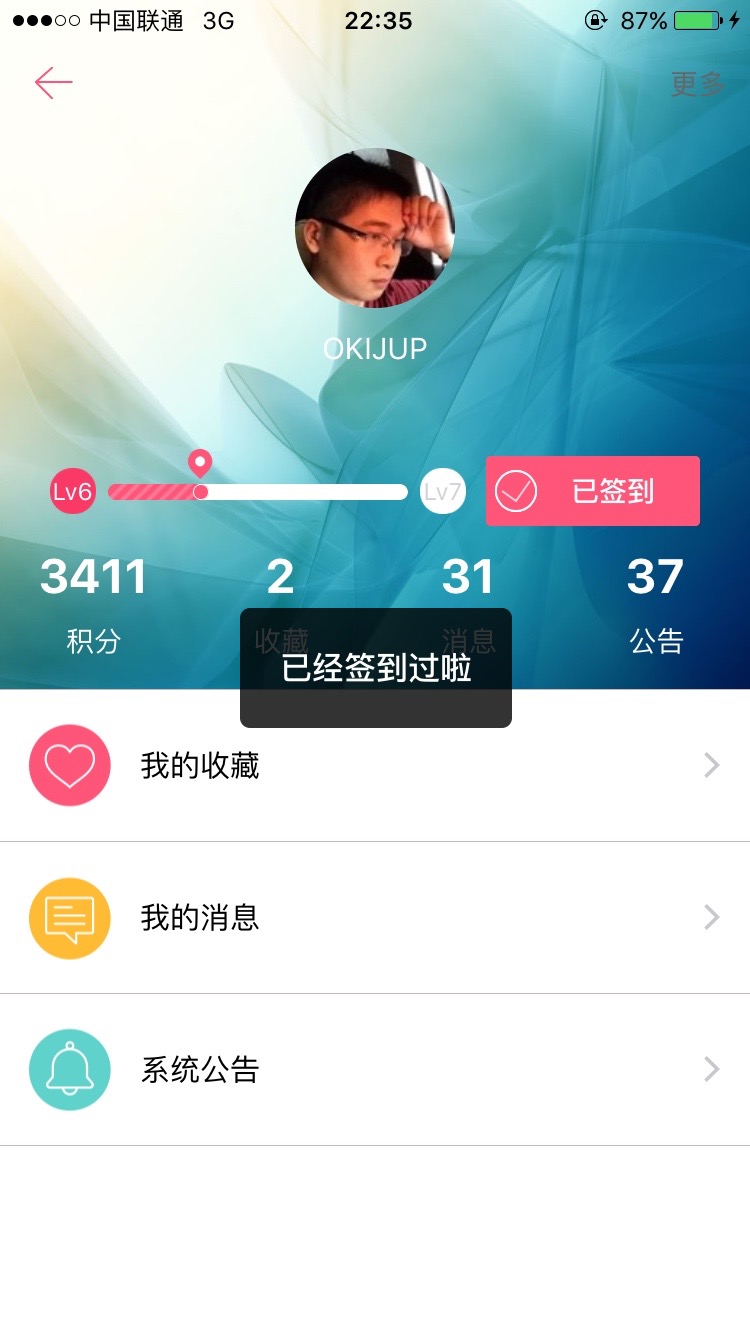 中国联通 3G 22:35 87%
更多
OKIJUP
Lv6 Lv7 已签到
3411 2 31 37
积分 收藏 消息 公告
已经签到过啦
我的收藏
我的消息
系统公告